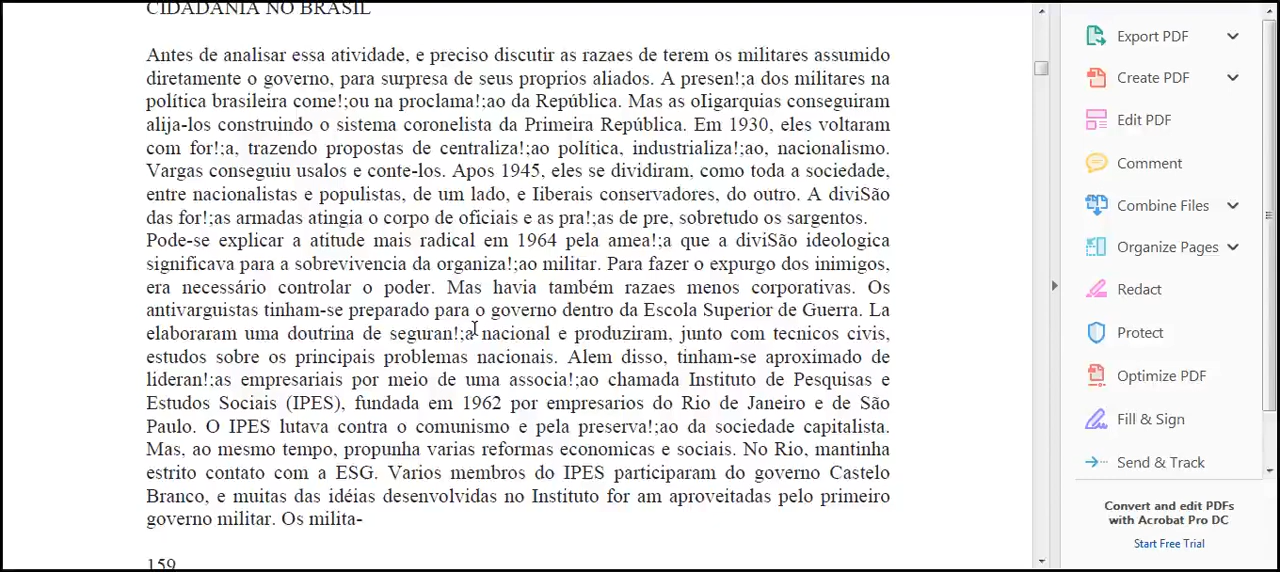 CIDADANIA NO BRASIL
Antes de analisar essa atividade, e preciso discutir as razaes de terem os militares assumido
diretamente o governo, para surpresa de seus proprios aliados. A presen!;a dos militares na
política brasileira come!;ou na proclama!;ao da República. Mas as oIigarquias conseguiram
alija-los construindo o sistema coronelista da Primeira República. Em 1930, eles voltaram
com for!;a, trazendo propostas de centraliza!;ao política, industrializa!;ao, nacionalismo.
Vargas conseguiu usalos e conte-los. Apos 1945, eles se dividiram, como toda a sociedade,
entre nacionalistas e populistas, de um lado, e Iiberais conservadores, do outro. A diviSão
das for!;as armadas atingia o corpo de oficiais e as pra!;as de pre, sobretudo os sargentos.
Pode-se explicar a atitude mais radical em 1964 pela amea!;a que a diviSão ideologica
significava para a sobrevivencia da organiza!;ao militar. Para fazer o expurgo dos inimigos,
era necessário controlar o poder. Mas havia também razaes menos corporativas. Os
antivarguistas tinham-se preparado para o governo dentro da Escola Superior de Guerra. La
elaboraram uma doutrina de seguran!;a nacional e produziram, junto com tecnicos civis,
estudos sobre os principais problemas nacionais. Alem disso, tinham-se aproximado de
lideran!;as empresariais por meio de uma associa!;ao chamada Instituto de Pesquisas e
Estudos Sociais (IPES), fundada em 1962 por empresarios do Rio de Janeiro e de São
Paulo. O IPES lutava contra o comunismo e pela preserva!;ao da sociedade capitalista.
Mas, ao mesmo tempo, propunha varias reformas economicas e sociais. No Rio, mantinha
estrito contato com a ESG. Varios membros do IPES participaram do governo Castelo
Branco, e muitas das idéias desenvolvidas no Instituto for am aproveitadas pelo primeiro
governo militar. Os milita-
159
Export PDF
Create PDF
Edit PDF
Comment
Combine Files
Organize Pages
Redact
Protect
Optimize PDF
Fill & Sign
Send & Track
Convert and edit PDFs
with Acrobat Pro DC
Start Free Trial